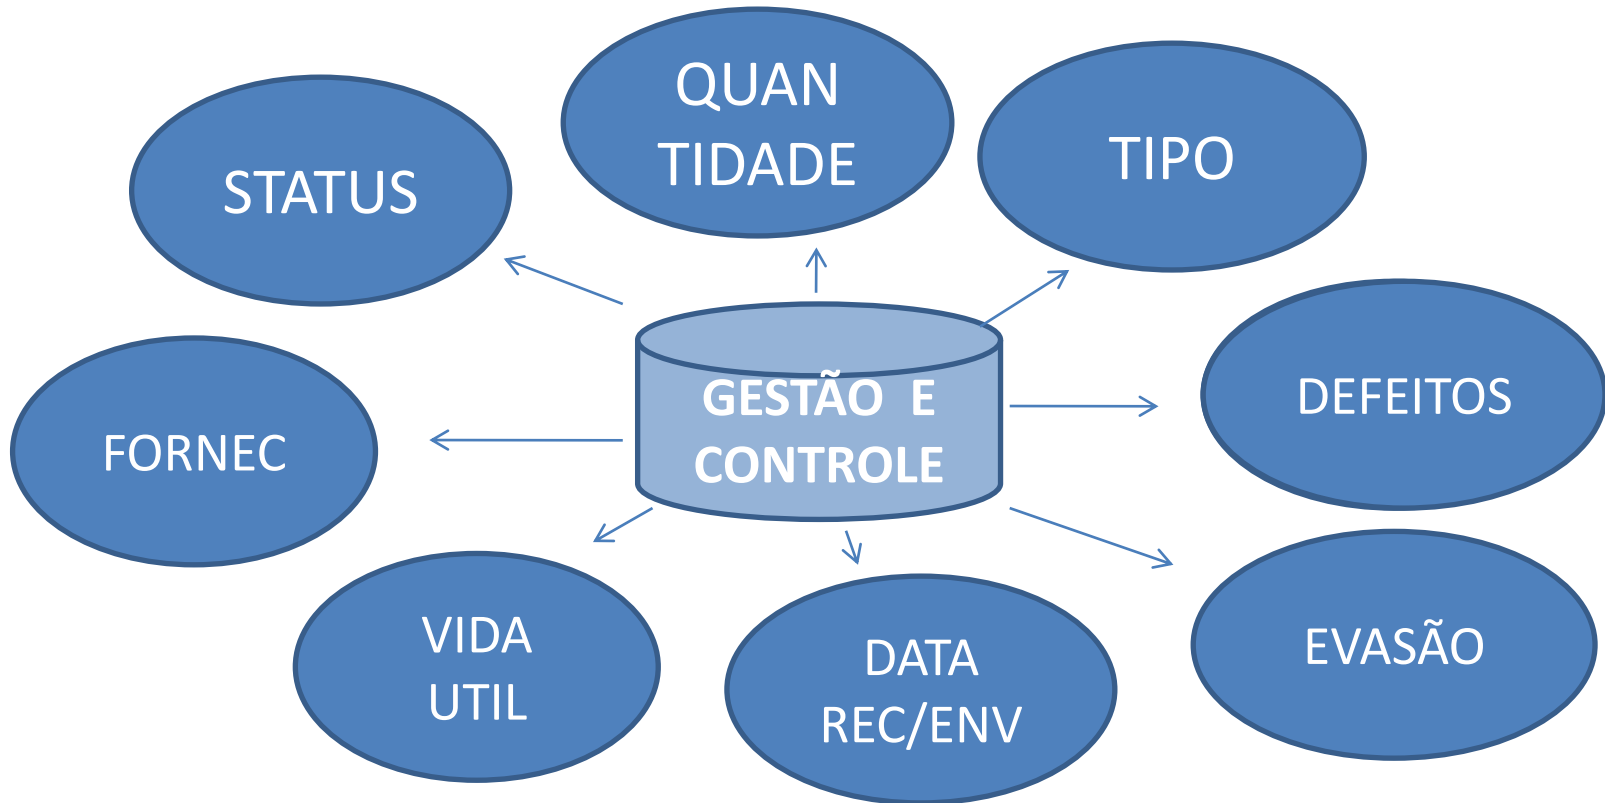 QUAN
TIDADE
TIPO
STATUS
GESTÃO E
CONTROLE
DEFEITOS
FORNEC
VIDA
UTIL
DATA
REC/ENV
EVASÃO